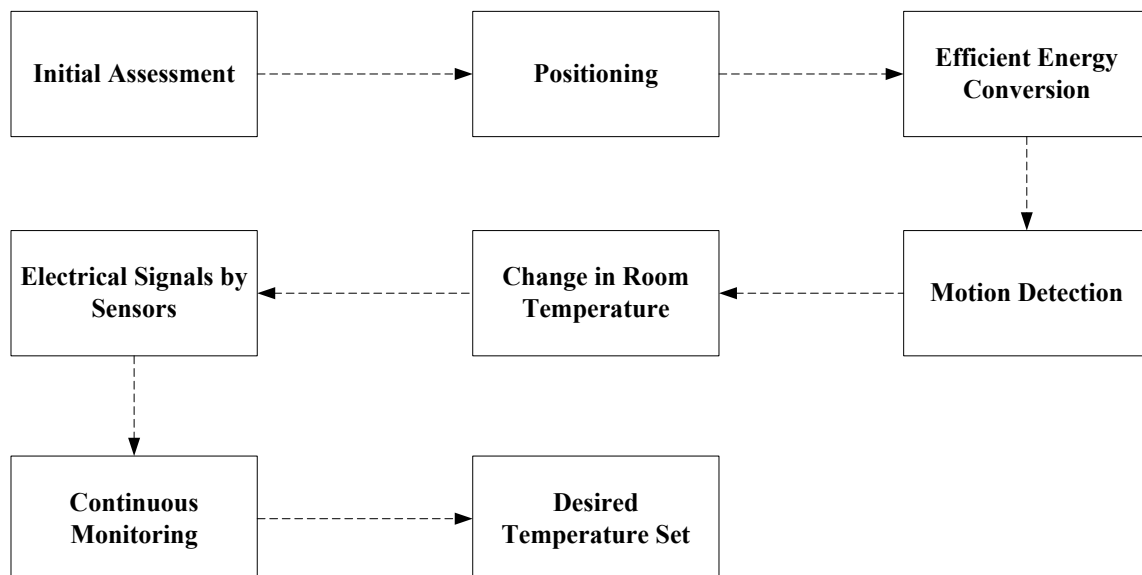 Initial Assessment
Positioning
Efficient Energy
Conversion
Motion Detection
Change in Room
Temperature
Electrical Signals by
Sensors
Continuous
Monitoring
Desired
Temperature Set